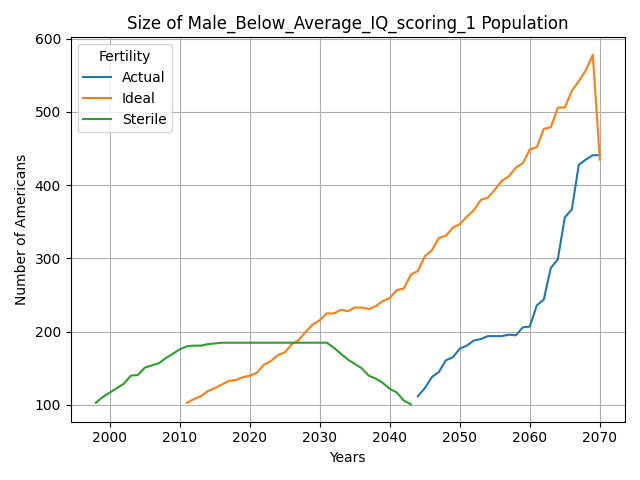 Size of Male_Below_Average_IQ_scoring_1 Population
Number of Americans
600
500
400
300
200
100
Fertility
Actual
Ideal
Sterile
2000 2010 2020 2030 2040 2050 2060 2070
Years